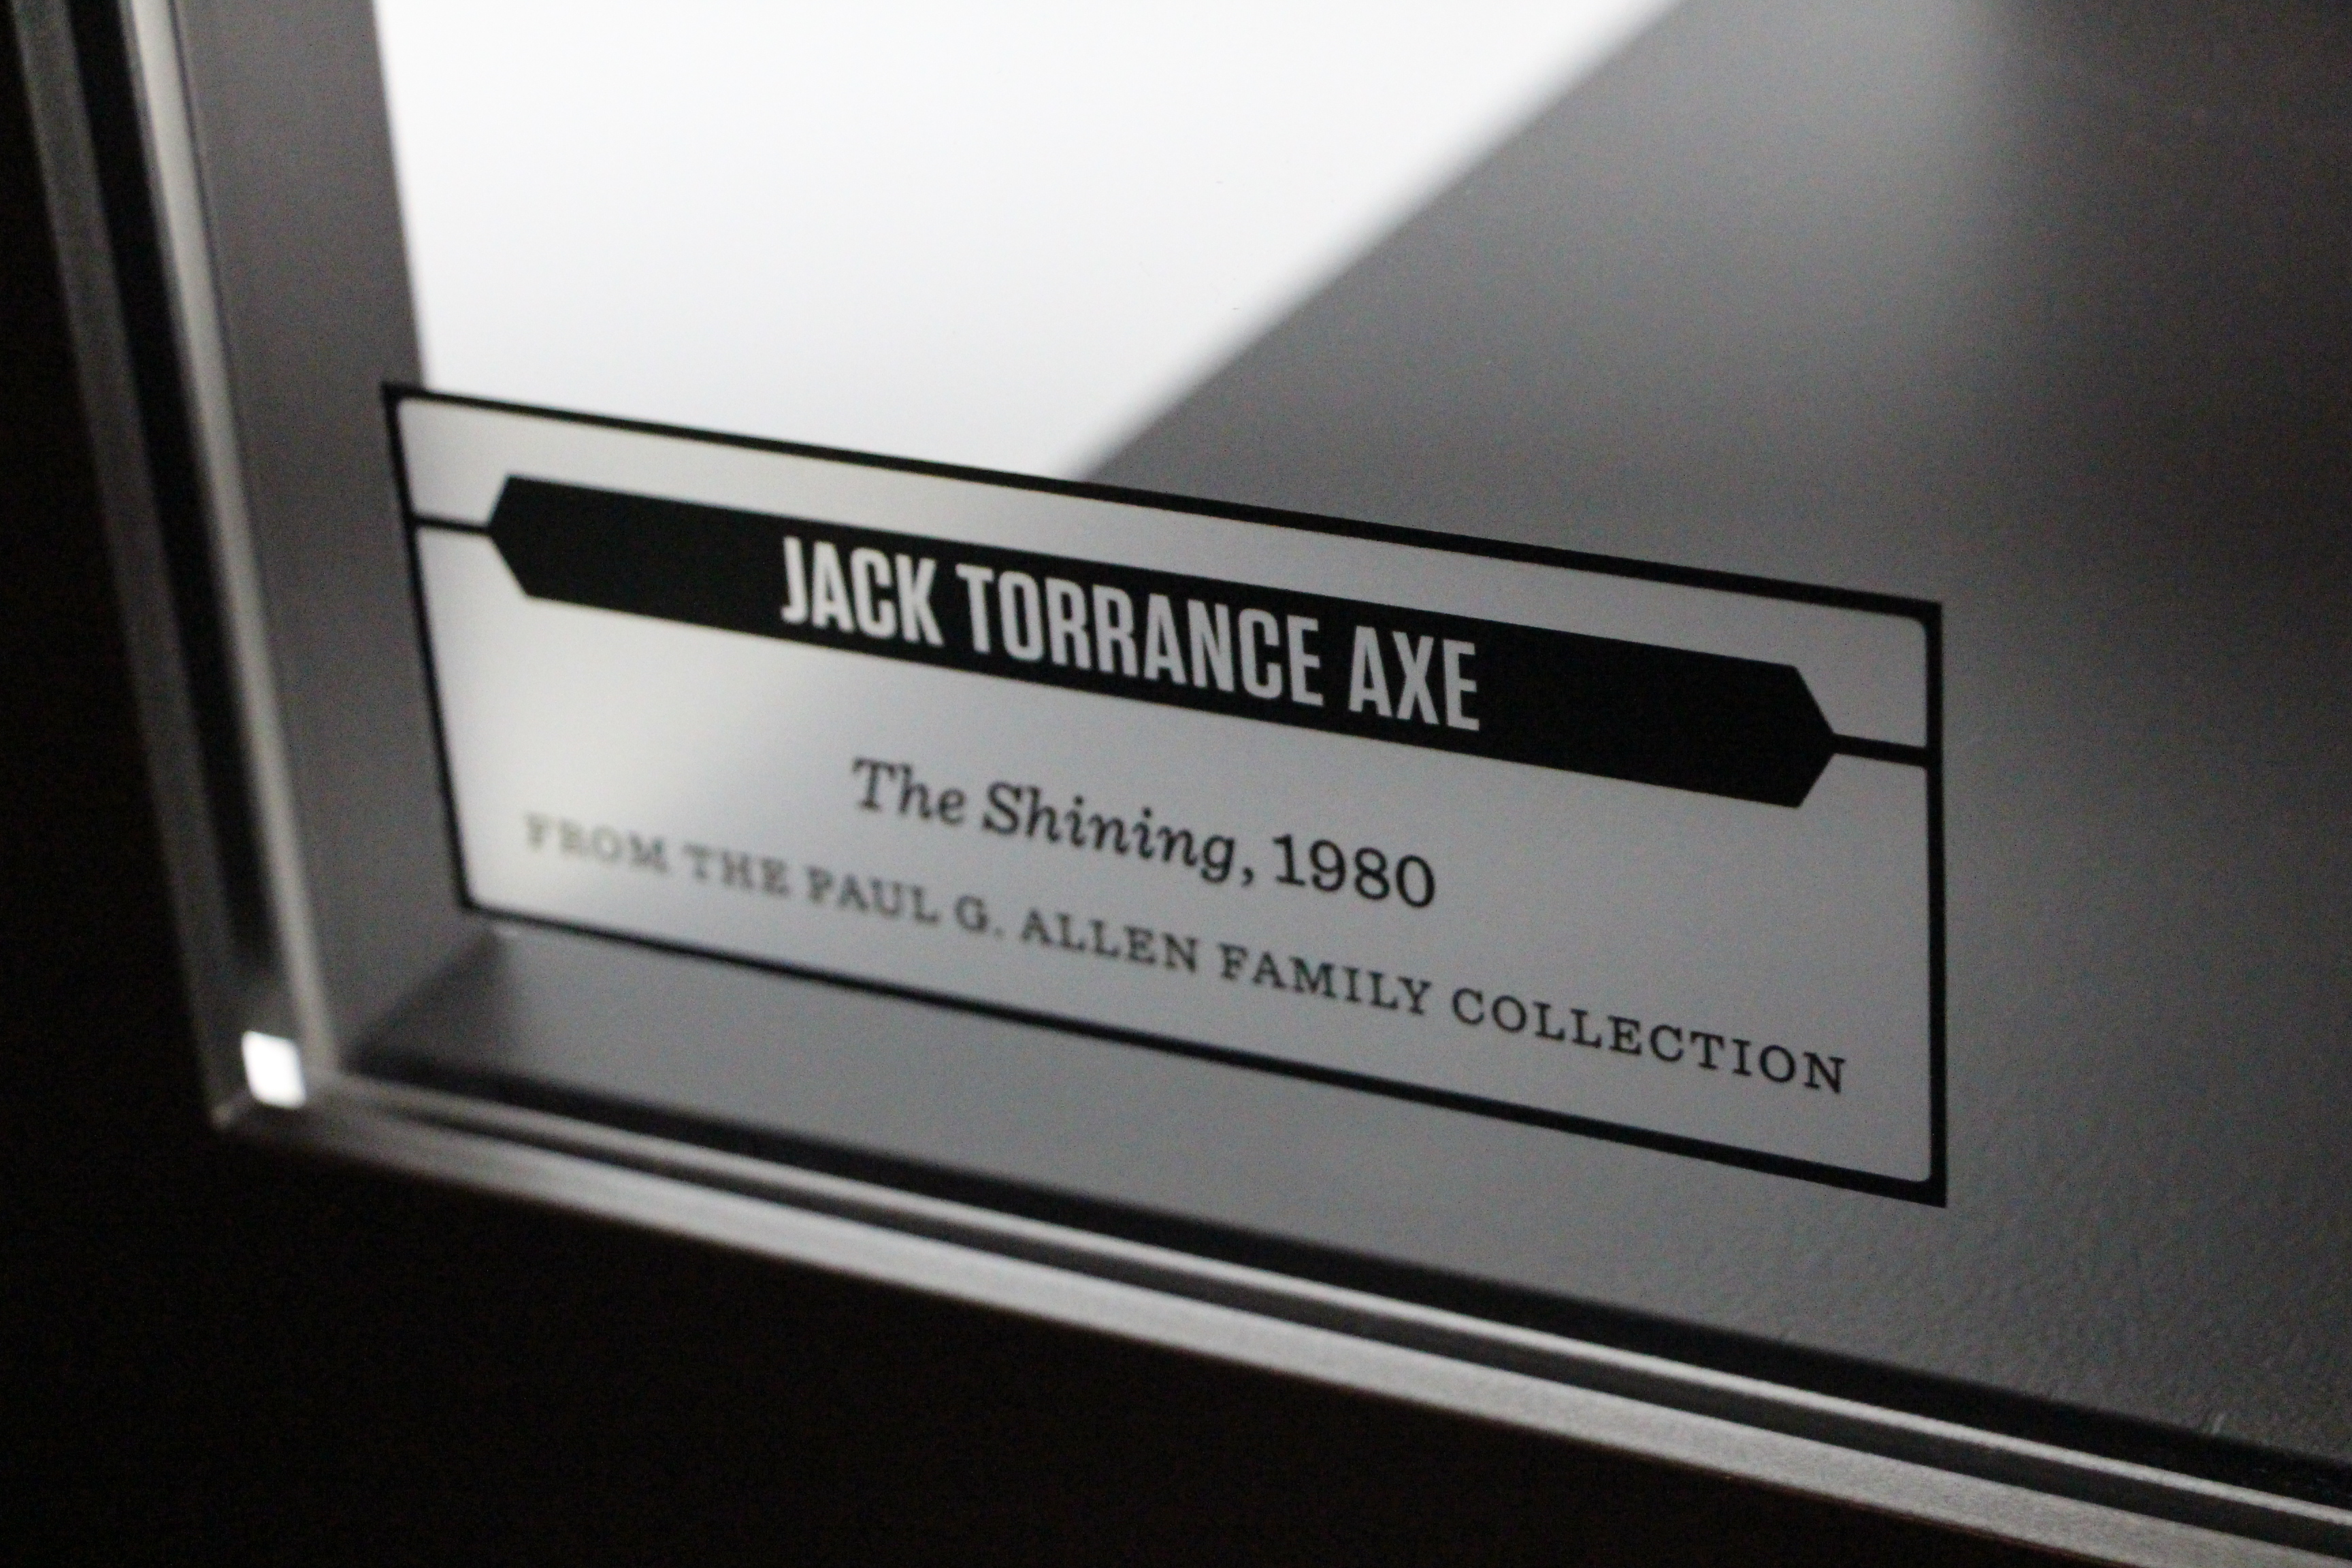 JACK TORRANCE AXE
The Shining, 1980
FROM THE PAUL G. ALLEN FAMILY COLLECTION